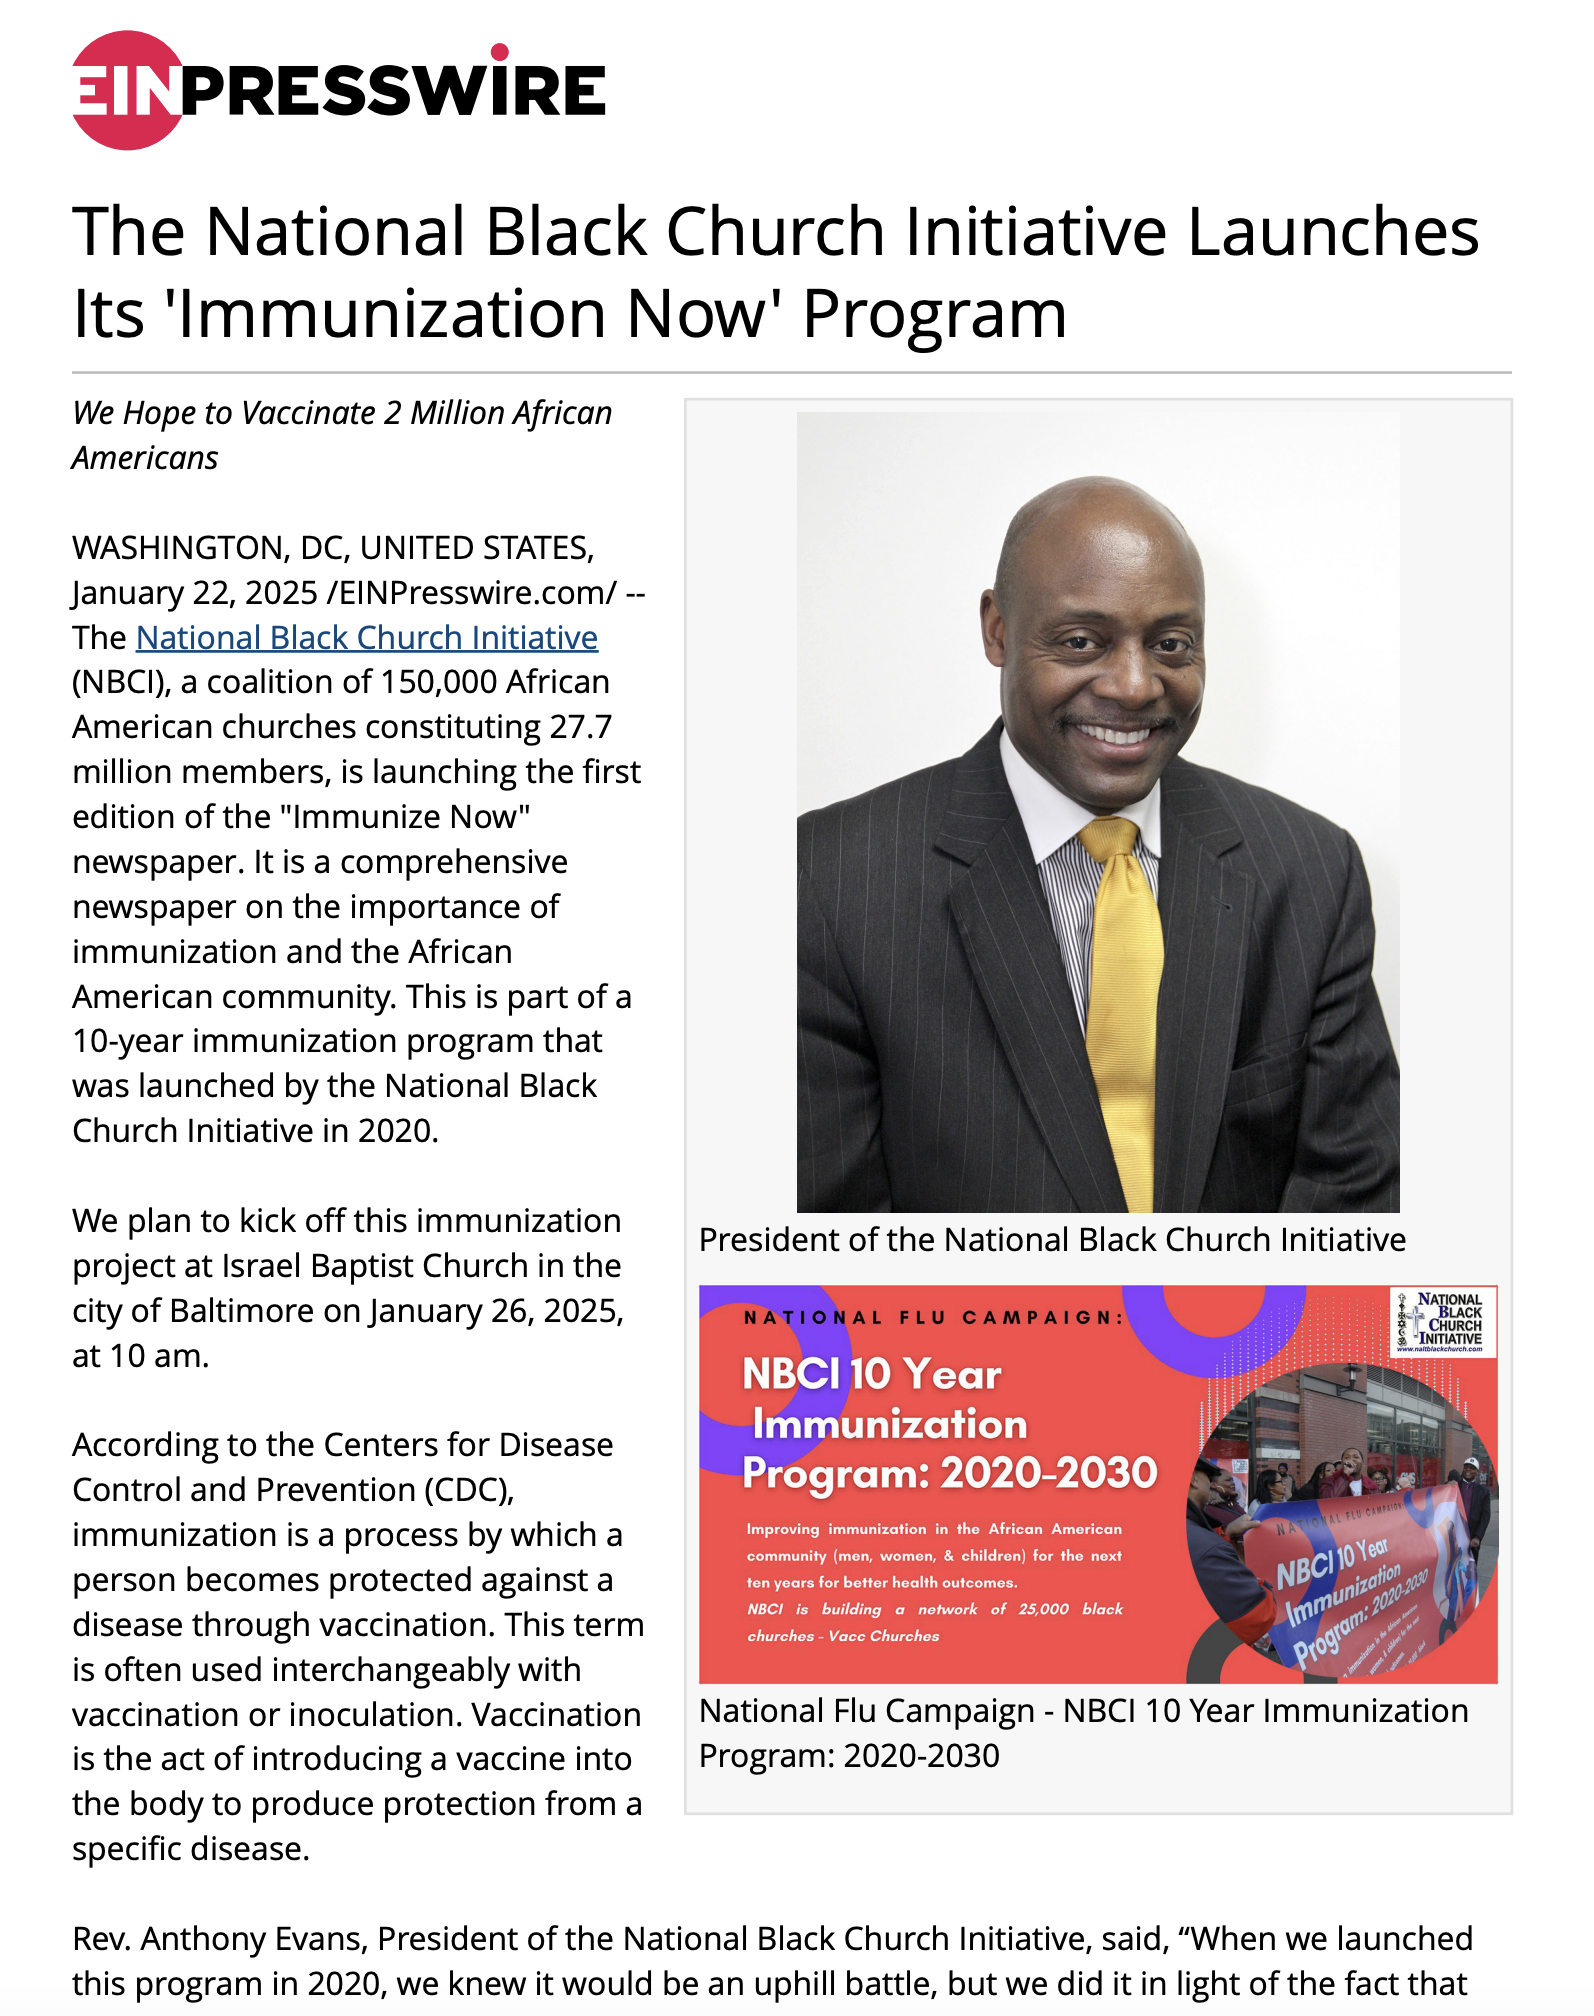 EINPRESSWIRE
The National Black Church Initiative Launches
Its 'Immunization Now' Program
We Hope to Vaccinate 2 Million African
Americans
WASHINGTON, DC, UNITED STATES,
January 22, 2025 /EINPresswire.com/ --
The National Black Church Initiative
(NBCI), a coalition of 150,000 African
American churches constituting 27.7
million members, is launching the first
edition of the "Immunize Now"
newspaper. It is a comprehensive
newspaper on the importance of
immunization and the African
American community. This is part of a
10-year immunization program that
was launched by the National Black
Church Initiative in 2020.
We plan to kick off this immunization
project at Israel Baptist Church in the
city of Baltimore on January 26, 2025,
at 10 am.
According to the Centers for Disease
Control and Prevention (CDC),
immunization is a process by which a
person becomes protected against a
disease through vaccination. This term
is often used interchangeably with
vaccination or inoculation. Vaccination
is the act of introducing a vaccine into
the body to produce protection from a
specific disease.
President of the National Black Church Initiative
NATIONAL FLU CAMPAIGN:
NBCI 10 Year
Immunization
Program: 2020-2030
Improving immunization in the African American
community (men, women, & children) for the next
ten years for better health outcomes.
NBCI is building a network of 25,000 black
churches - Vacc Churches
NATIONAL
BLACK
CHURCH
INITIATIVE
www.naltblackchurch.com
NATIONAL FLU CAMPAIGN
NBCI 10 Year
Immunization
Program: 2020-2030
National Flu Campaign - NBCI 10 Year Immunization
Program: 2020-2030
Rev. Anthony Evans, President of the National Black Church Initiative, said, “When we launched
this program in 2020, we knew it would be an uphill battle, but we did it in light of the fact that